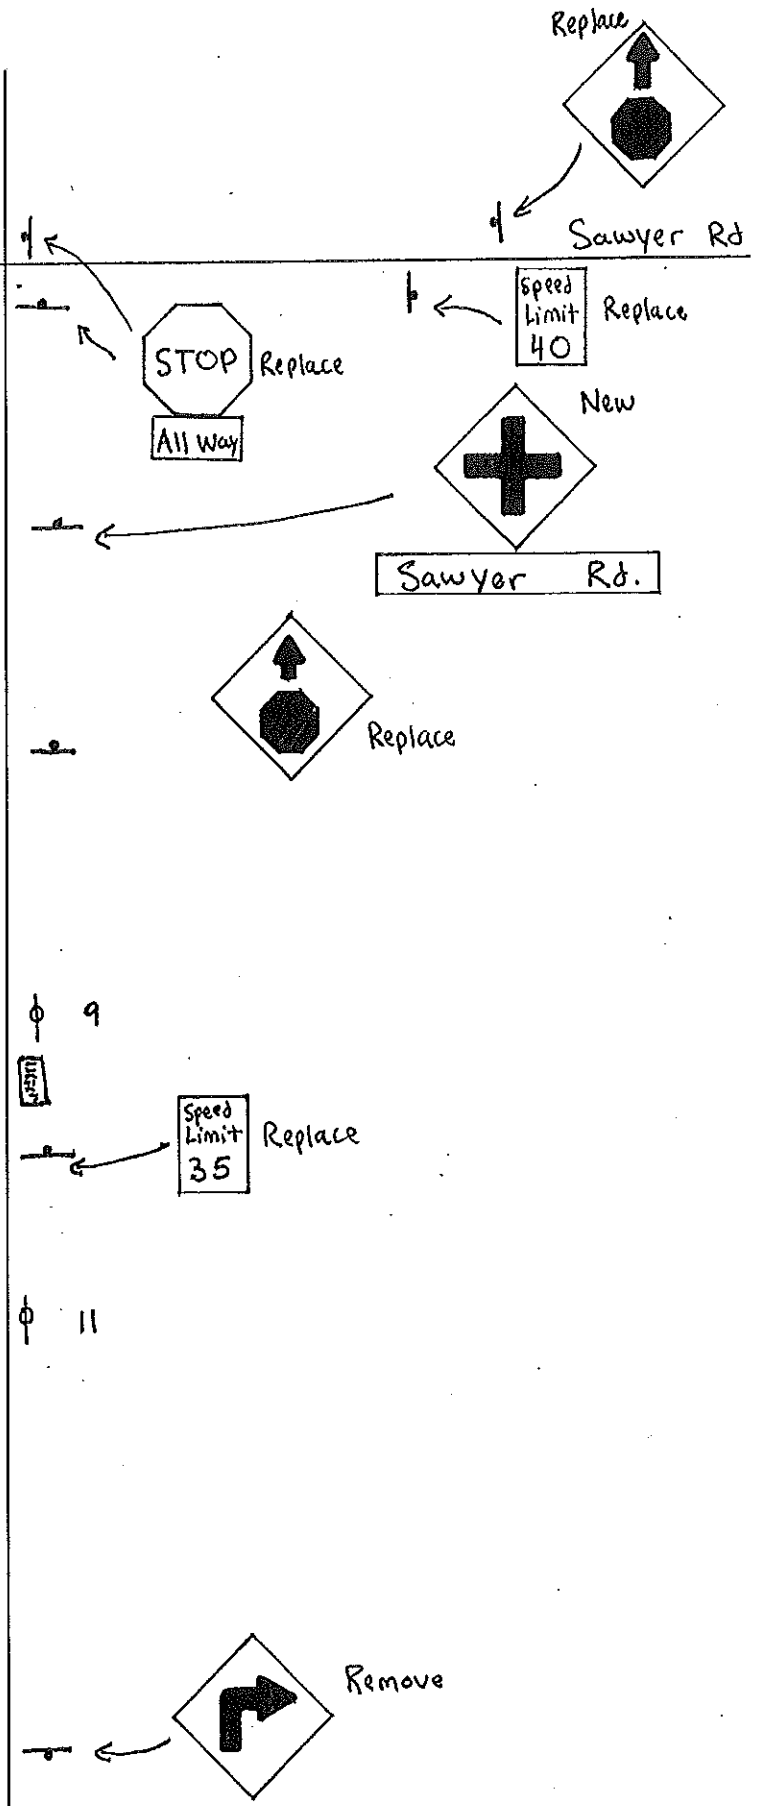 Replace
Sawyer Rd
Speed
Limit
40
Replace
STOP
All Way
Replace
New
Sawyer Rd.
Replace
9
Speed
Limit
35
Replace
11
Remove